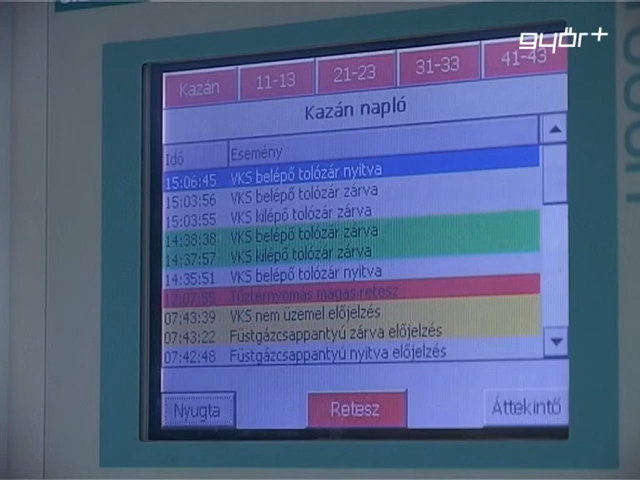 győr+
Kazán 11-13 21-23 31-33 41-43
Kazán napló
Idő Esemény
15:06:45 VKS belépő tolózár nyitva
15:03:56 VKS belépő tolózár zárva
15:03:55 VKS kilépő tolózár zárva
14:38:38 VKS belépő tolózár zárva
14:37:57 VKS kilépő tolózár zárva
14:35:51 VKS belépő tolózár nyitva
12:07:55 Tűztérnyomás magas retesz
07:43:39 VKS nem üzemel előjelzés
07:43:22 Füstgázcsappantyú zárva előjelzés
07:42:48 Füstgázcsappantyú nyitva előjelzés
Nyugta Retesz Áttekintő